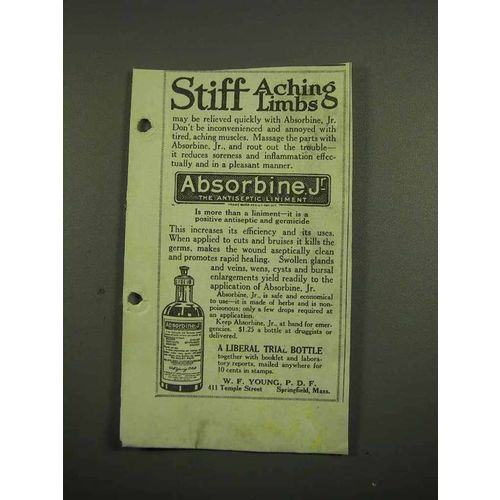 Stiff Aching Limbs
may be relieved quickly with Absorbine, Jr.
Don't be inconvenienced and annoyed with
tired, aching muscles. Massage the parts with
Absorbine, Jr., and rout out the trouble—
it reduces soreness and inflammation effec-
tually and in a pleasant manner.
Absorbine, Jr.
THE ANTISEPTIC LINIMENT
Is more than a liniment—it is a
positive antiseptic and germicide
This increases its efficiency and its uses.
When applied to cuts and bruises it kills the
germs, makes the wound aseptically clean
and promotes rapid healing. Swollen glands
and veins, wens, cysts and bursal
enlargements yield readily to the
application of Absorbine, Jr.
Absorbine, Jr., is safe and economical
to use—it is made of herbs and is non-
poisonous; only a few drops required at
an application.
Keep Absorbine, Jr., at hand for emer-
gencies. $1.25 a bottle at druggists or
delivered.
A LIBERAL TRIAL BOTTLE
together with booklet and labora-
tory reports, mailed anywhere for
10 cents in stamps.
W. F. YOUNG, P. D. F.
411 Temple Street Springfield, Mass.
Absorbine Jr